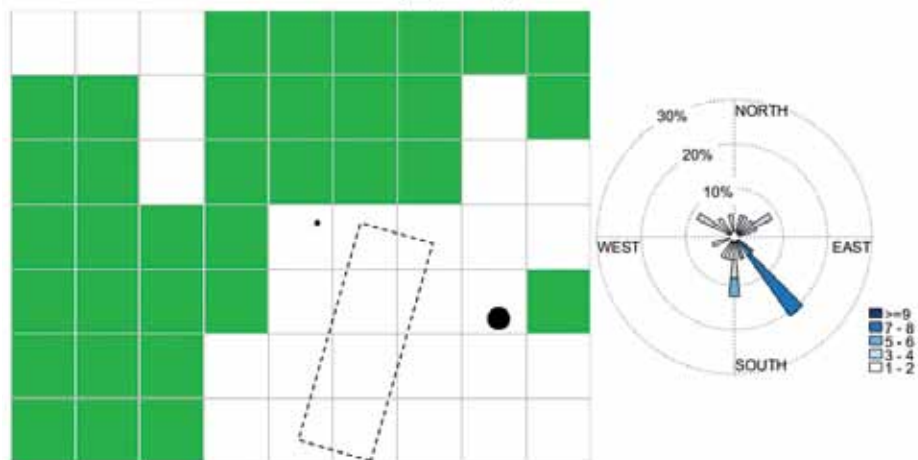 30%
NORTH
20%
10%
WEST
EAST
SOUTH
>=9
7 - 8
5 - 6
3 - 4
1 - 2